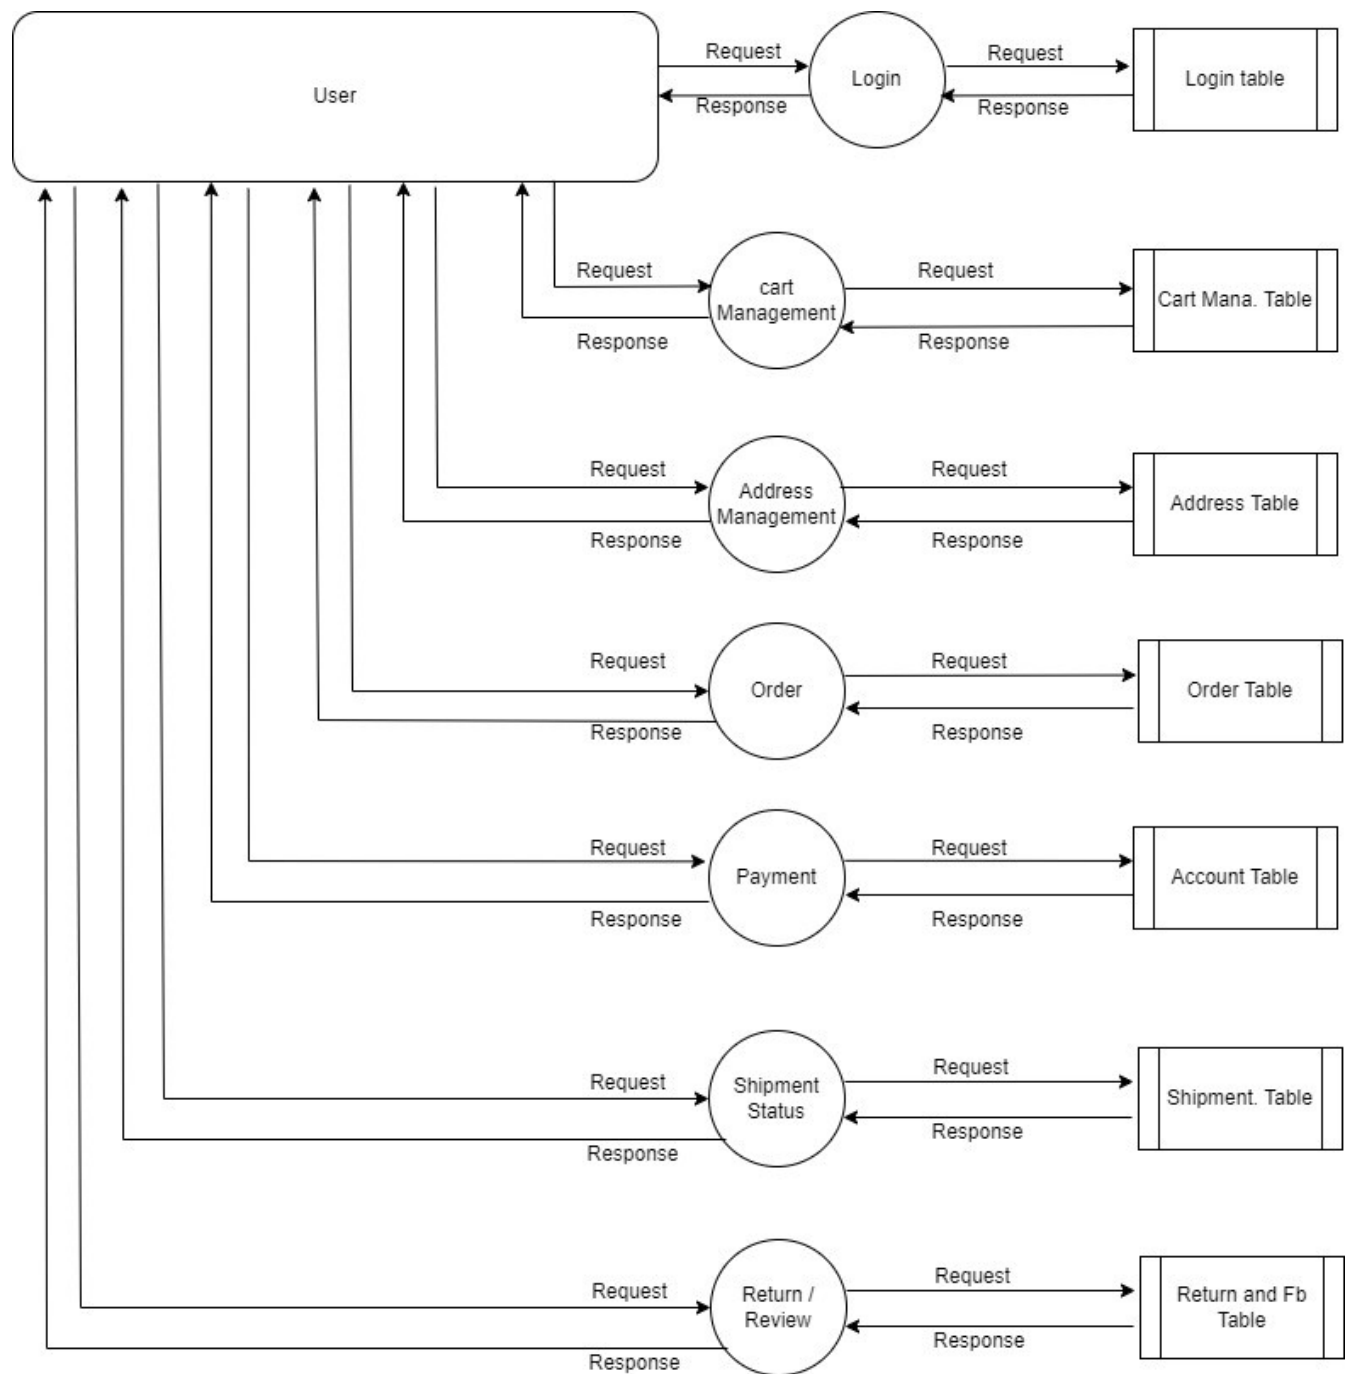 User
Request
Response
Login
Request
Response
Login table
Request
Response
cart
Management
Request
Response
Cart Mana. Table
Request
Response
Address
Management
Request
Response
Address Table
Request
Response
Order
Request
Response
Order Table
Request
Response
Payment
Request
Response
Account Table
Request
Response
Shipment
Status
Request
Response
Shipment. Table
Request
Response
Return /
Review
Request
Response
Return and Fb
Table